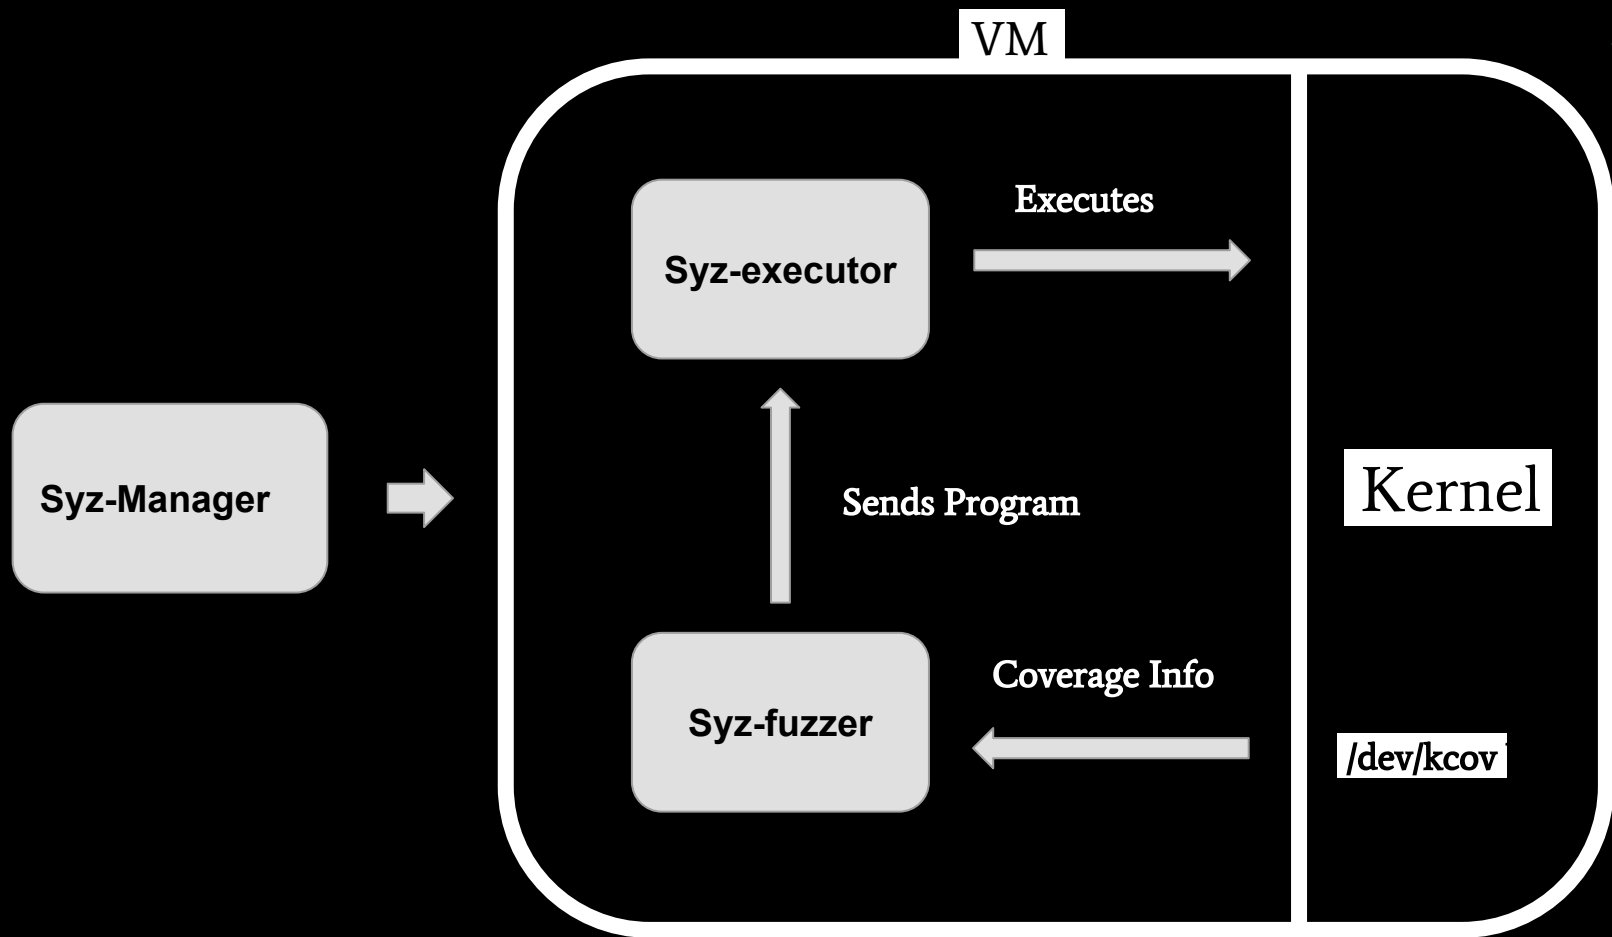 VM
Executes
Syz-executor
Syz-Manager
Sends Program
Kernel
Coverage Info
Syz-fuzzer
/dev/kcov